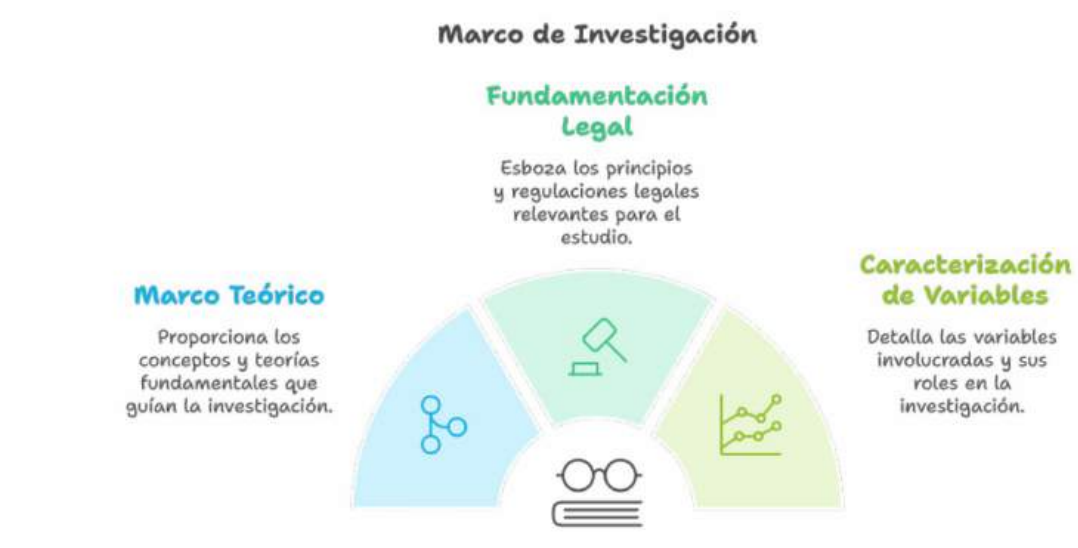 Marco de Investigación
Fundamentación
Legal
Esboza los principios
y regulaciones legales
relevantes para el
estudio.
Marco Teórico
Proporciona los
conceptos y teorías
fundamentales que
guían la investigación.
Caracterización
de Variables
Detalla las variables
involucradas y sus
roles en la
investigación.